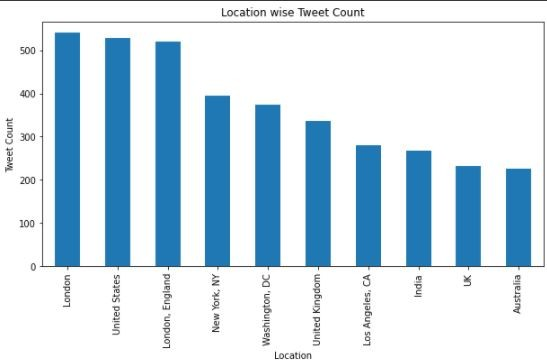 Location wise Tweet Count
Tweet Count
500
400
300
200
100
0
London
United States
London, England
New York, NY
Washington, DC
United Kingdom
Los Angeles, CA
India
UK
Australia
Location